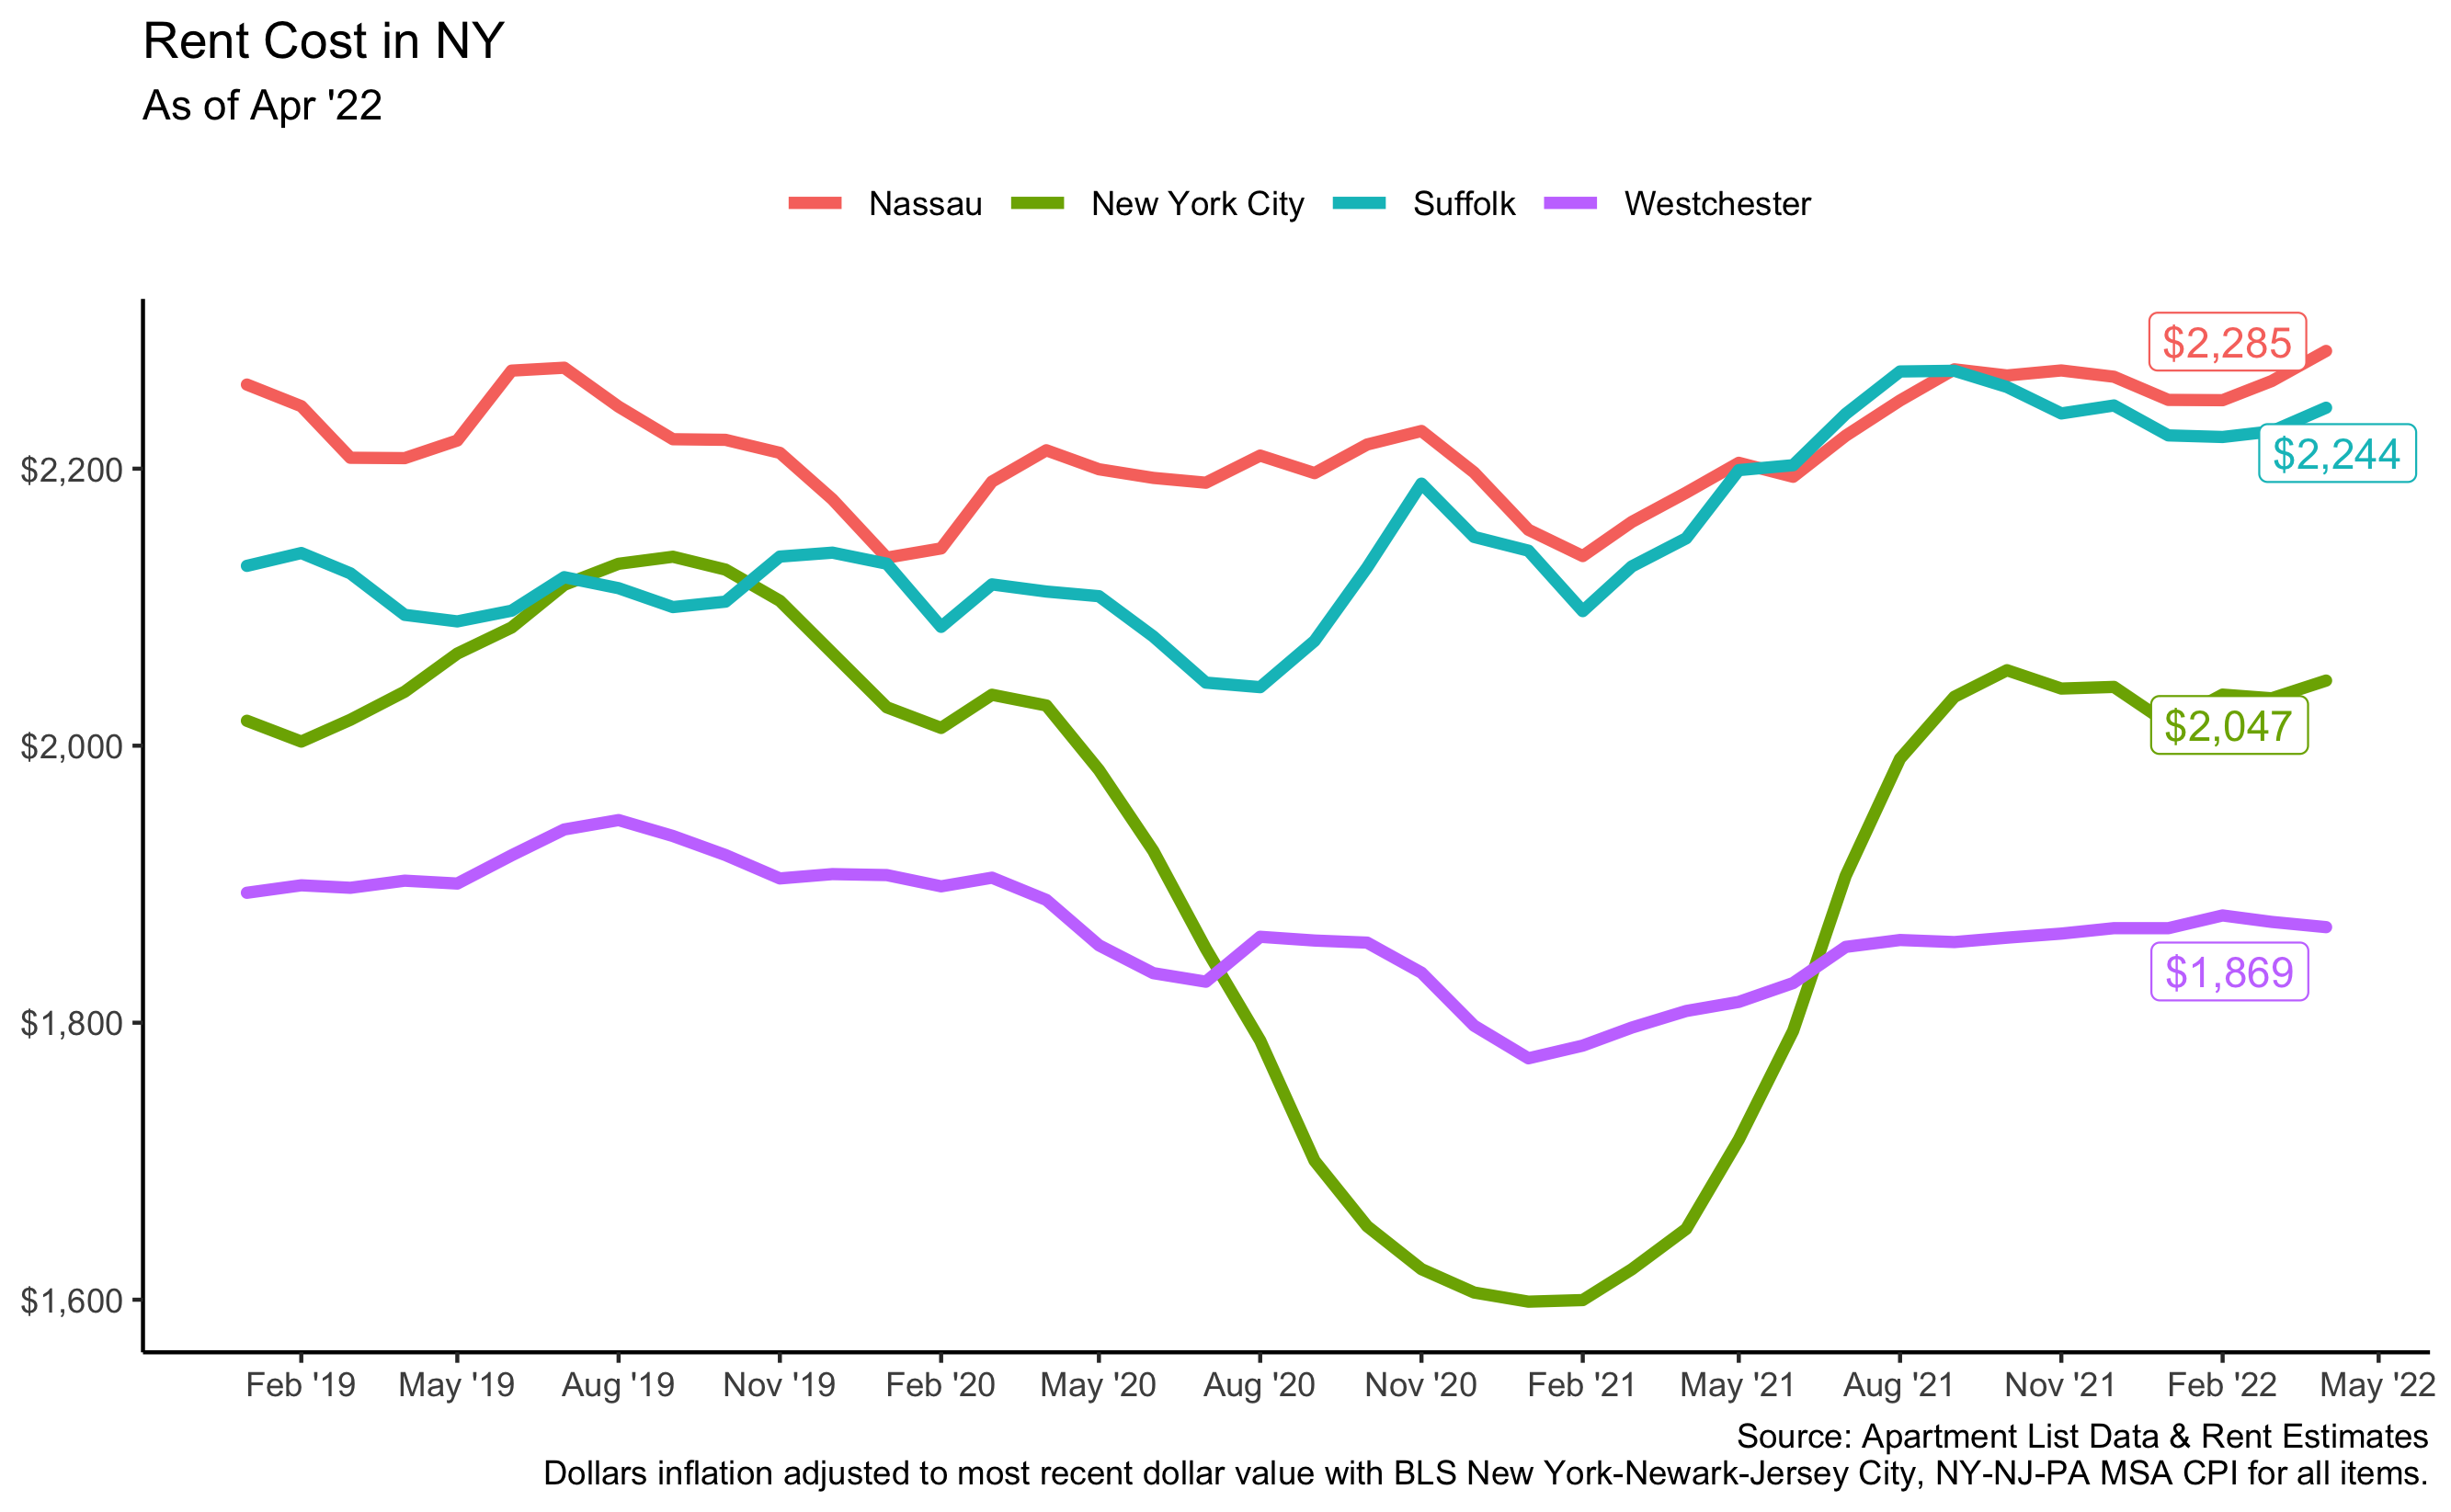 Rent Cost in NY
As of Apr '22
Nassau New York City Suffolk Westchester
$2,285
$2,244
$2,200
$2,047
$2,000
$1,869
$1,800
$1,600
Feb '19 May '19 Aug '19 Nov '19 Feb '20 May '20 Aug '20 Nov '20 Feb '21 May '21 Aug '21 Nov '21 Feb '22 May '22
Source: Apartment List Data & Rent Estimates
Dollars inflation adjusted to most recent dollar value with BLS New York-Newark-Jersey City, NY-NJ-PA MSA CPI for all items.